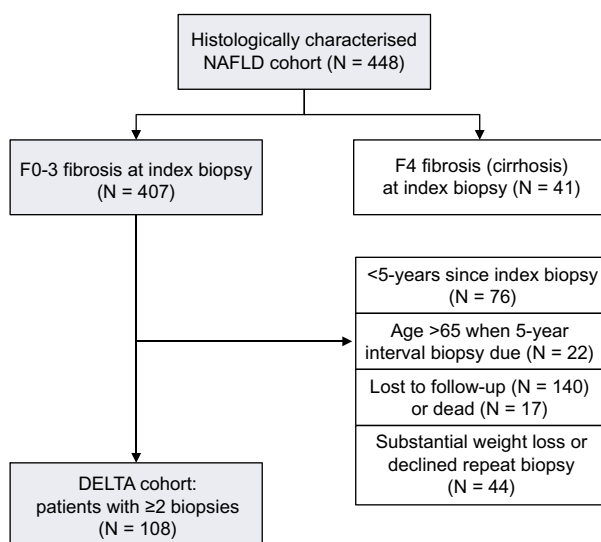 Histologically characterised
NAFLD cohort (N = 448)
F0-3 fibrosis at index biopsy
(N = 407)
F4 fibrosis (cirrhosis)
at index biopsy (N = 41)
<5-years since index biopsy
(N = 76)
Age >65 when 5-year
interval biopsy due (N = 22)
Lost to follow-up (N = 140)
or dead (N = 17)
Substantial weight loss or
declined repeat biopsy
(N = 44)
DELTA cohort:
patients with ≥2 biopsies
(N = 108)